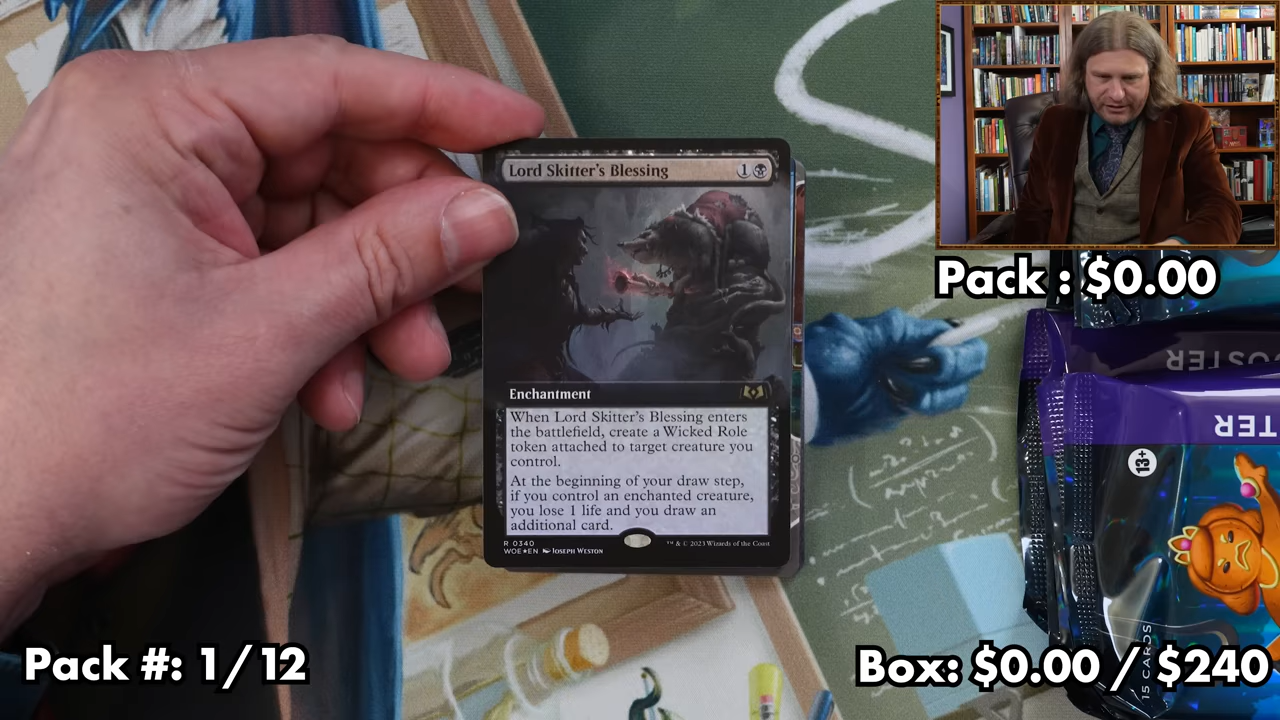 Lord Skitter's Blessing 1
Enchantment
When Lord Skitter's Blessing enters
the battlefield, create a Wicked Role
token attached to target creature you
control.
At the beginning of your draw step,
if you control an enchanted creature,
you lose 1 life and you draw an
additional card.
R 0340
WOE EN Joseph Weston
™ & © 2023 Wizards of the Coast
Pack : $0.00
OSTER
TER
13+
15 CARDS
Pack #: 1/12
Box: $0.00 / $240